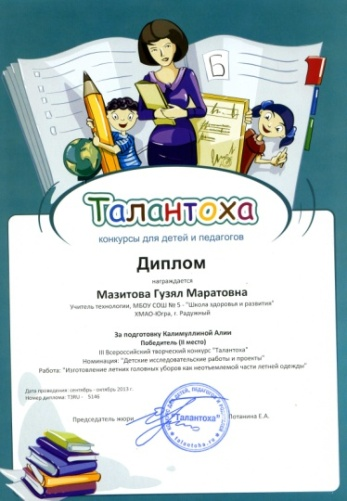 Б
Талантоха
конкурсы для детей и педагогов
Диплом
награждается
Мазитова Гузял Маратовна
Учитель технологии, МБОУ СОШ № 5 - "Школа здоровья и развития"
ХМАО-Югра, г. Радужный
За подготовку Калимуллиной Алии
Победитель (II место)
III Всероссийский творческий конкурс "Талантоха"
Номинация: "Детские исследовательские работы и проекты"
Работа: "Изготовление летних головных уборов как неотъемлемой части летней одежды"
Дата проведения: сентябрь - октябрь 2013 г.
Номер диплома: 5146
Председатель жюри
"Талантоха"
Потанина Е.А.
talantoha.ru